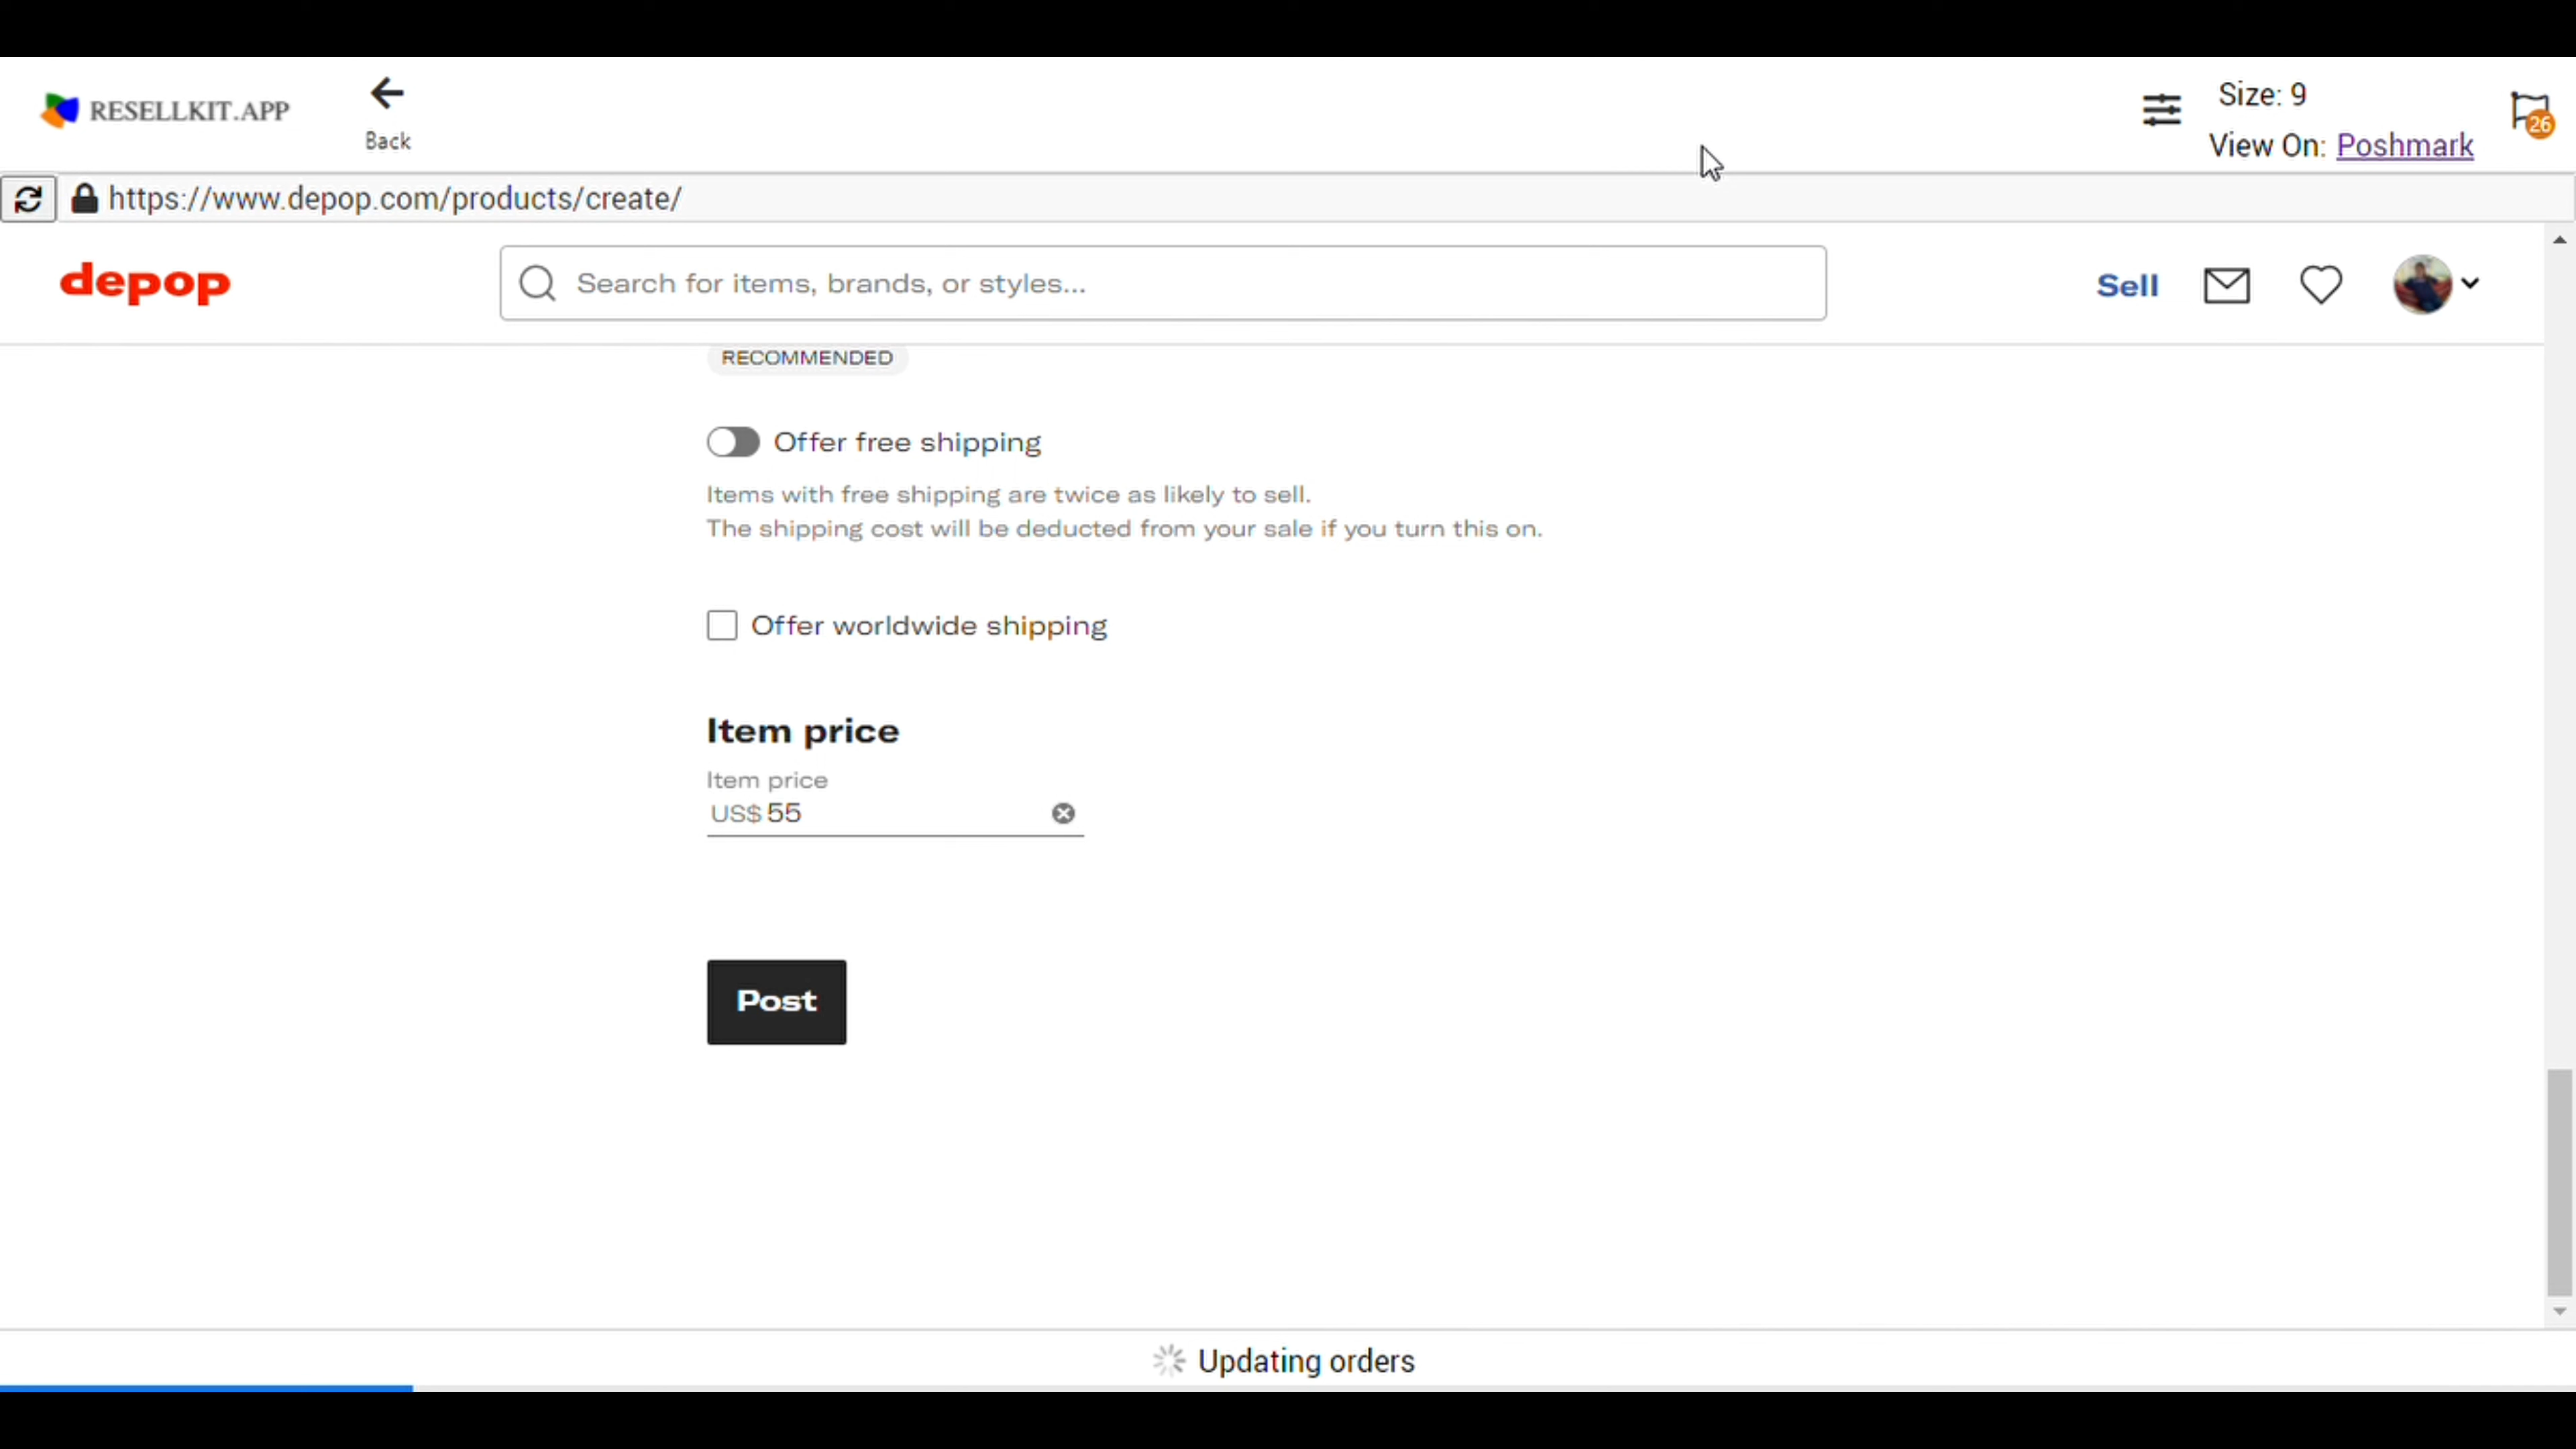 RESELLKIT.APP
Back
Size: 9
View On: Poshmark
26
https://www.depop.com/products/create/
depop
Search for items, brands, or styles...
Sell
RECOMMENDED
Offer free shipping
Items with free shipping are twice as likely to sell.
The shipping cost will be deducted from your sale if you turn this on.
Offer worldwide shipping
Item price
Item price
US$ 55
Post
Updating orders